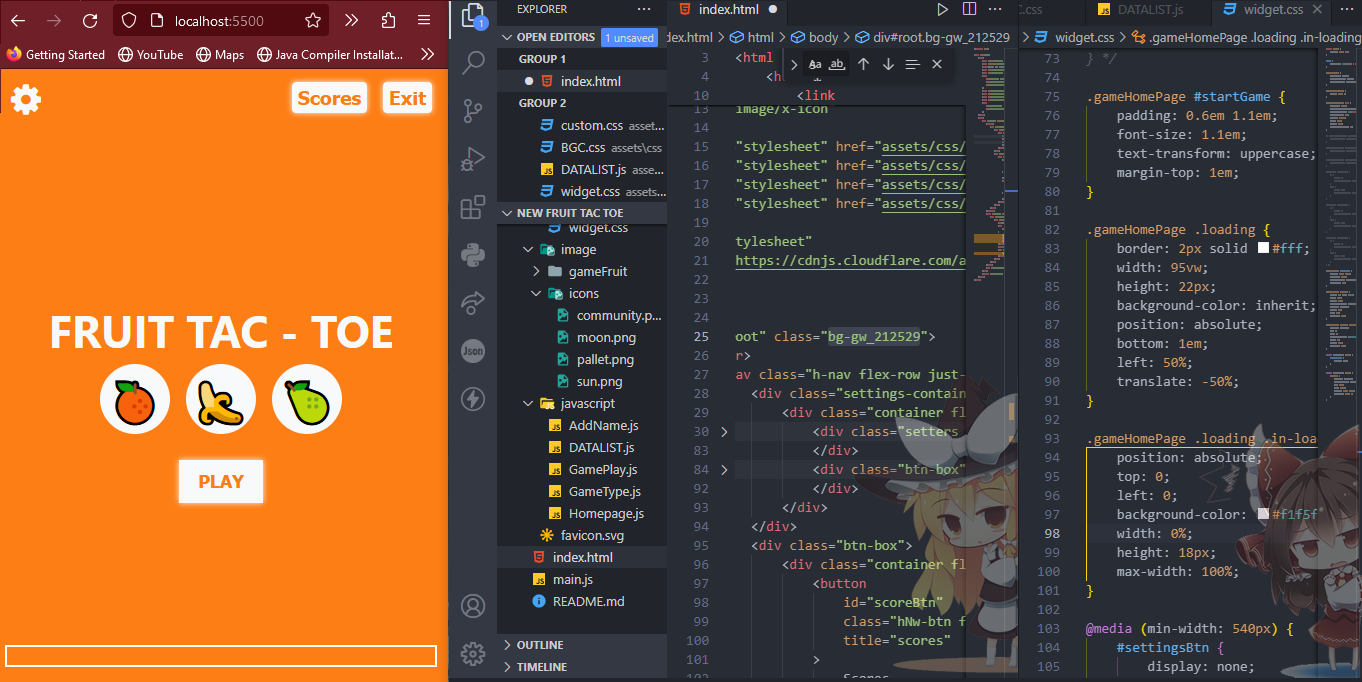 localhost:5500
Getting Started
YouTube
Maps
Java Compiler Installat...
Scores
Exit
FRUIT TAC - TOE
PLAY
1
Json
EXPLORER
OPEN EDITORS
1 unsaved
GROUP 1
index.html
GROUP 2
custom.css asset...
BGC.css assets\css
DATALIST.js asse...
widget.css assets...
NEW FRUIT TAC TOE
widget.css
image
gameFruit
icons
community.p...
moon.png
pallet.png
sun.png
javascript
AddName.js
DATALIST.js
GamePlay.js
GameType.js
Homepage.js
favicon.svg
index.html
main.js
README.md
OUTLINE
TIMELINE
index.html
dex.html > html > body > div#root.bg-gw_212529
Aa
ab
3 <html
4 <h
10 <link
13 image/x-icon
14
15 "stylesheet" href="assets/css/
16 "stylesheet" href="assets/css/
17 "stylesheet" href="assets/css/
18 "stylesheet" href="assets/css/
19
20 tylesheet"
21 https://cdnjs.cloudflare.com/a
22
23
24
25 oot" class="bg-gw_212529">
26 r>
27 av class="h-nav flex-row just-
28 <div class="settings-contain
29 <div class="container fl
30 <div class="setters
83 </div>
84 <div class="btn-box"
92 </div>
93 </div>
94 </div>
95 <div class="btn-box">
96 <div class="container fl
97 <button
98 id="scoreBtn"
99 class="hNw-btn f
100 title="scores"
101 >
102 Scores
C.css
DATALIST.js
widget.css
widget.css > .gameHomePage .loading .in-loading
73 } */
74
75 .gameHomePage #startGame {
76 padding: 0.6em 1.1em;
77 font-size: 1.1em;
78 text-transform: uppercase;
79 margin-top: 1em;
80 }
81
82 .gameHomePage .loading {
83 border: 2px solid #fff;
84 width: 95vw;
85 height: 22px;
86 background-color: inherit;
87 position: absolute;
88 bottom: 1em;
89 left: 50%;
90 translate: -50%;
91 }
92
93 .gameHomePage .loading .in-loa
94 position: absolute;
95 top: 0;
96 left: 0;
97 background-color: #f1f5f
98 width: 0%;
99 height: 18px;
100 max-width: 100%;
101 }
102
103 @media (min-width: 540px) {
104 #settingsBtn {
105 display: none;